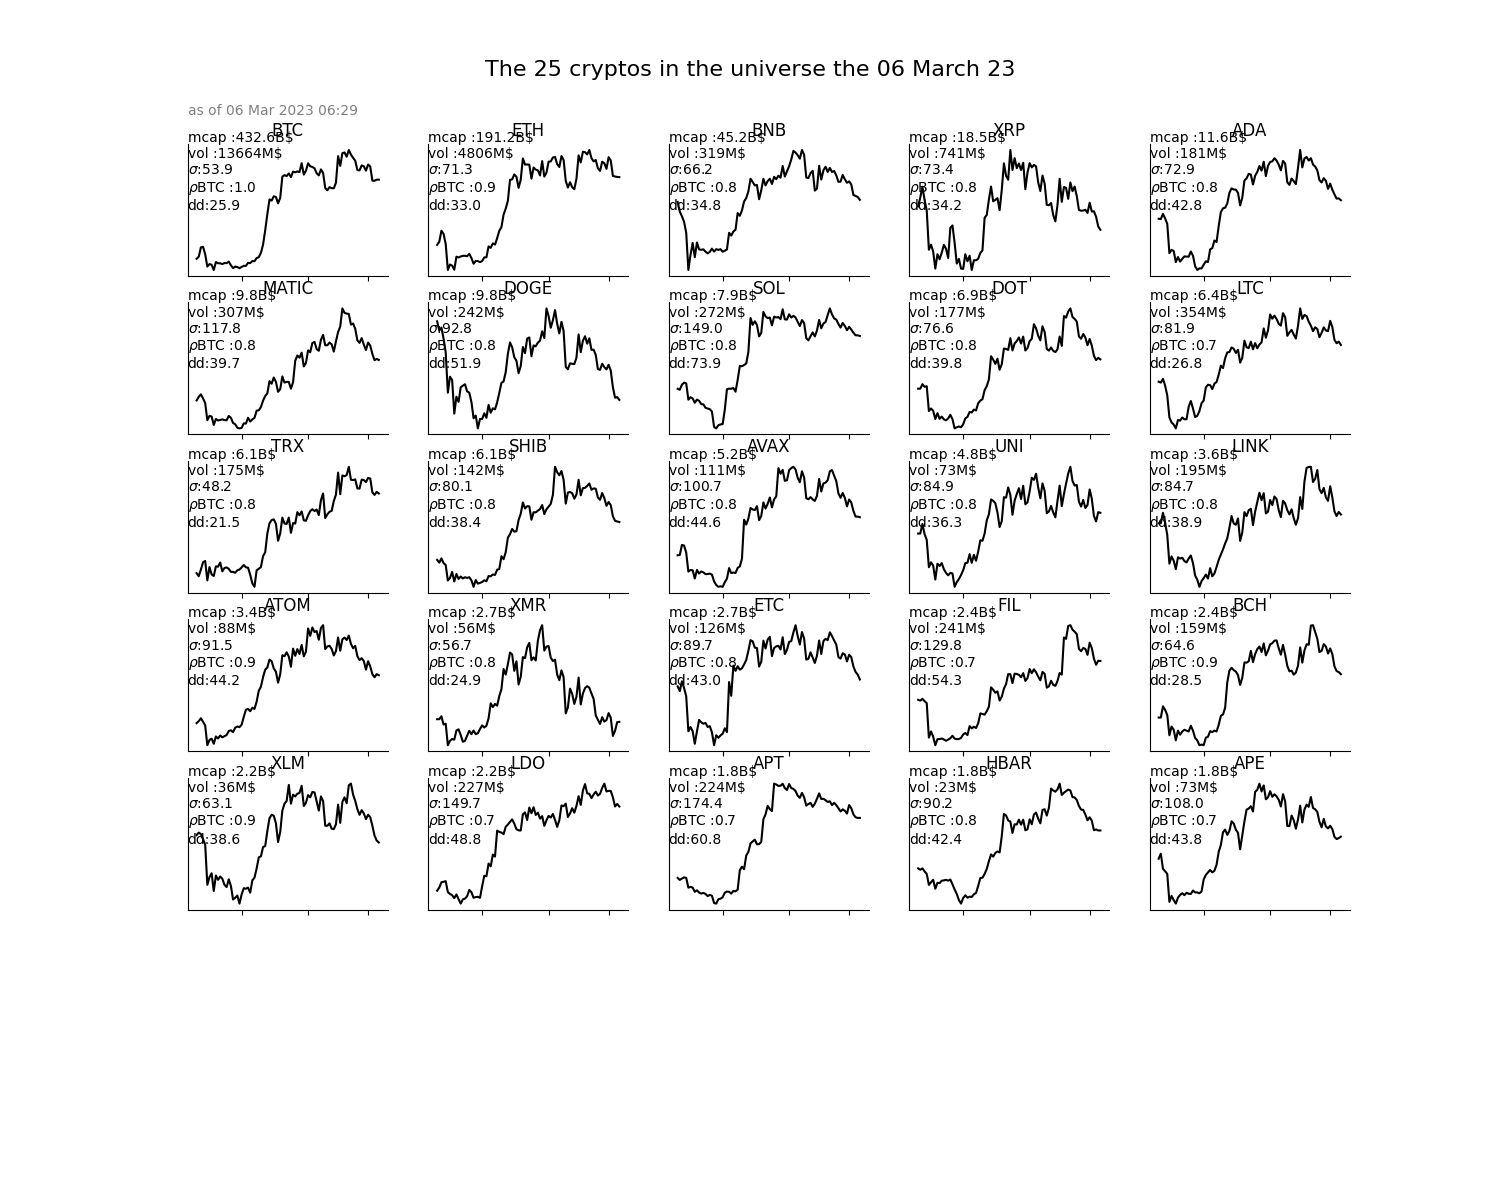 The 25 cryptos in the universe the 06 March 23
as of 06 Mar 2023 06:29
BTC
mcap :432.6B$
vol :13664M$
σ:53.9
ρBTC :1.0
dd:25.9
ETH
mcap :191.2B$
vol :4806M$
σ:71.3
ρBTC :0.9
dd:33.0
BNB
mcap :45.2B$
vol :319M$
σ:66.2
ρBTC :0.8
dd:34.8
XRP
mcap :18.5B$
vol :741M$
σ:73.4
ρBTC :0.8
dd:34.2
ADA
mcap :11.6B$
vol :181M$
σ:72.9
ρBTC :0.8
dd:42.8
MATIC
mcap :9.8B$
vol :307M$
σ:117.8
ρBTC :0.8
dd:39.7
DOGE
mcap :9.8B$
vol :242M$
σ:92.8
ρBTC :0.8
dd:51.9
SOL
mcap :7.9B$
vol :272M$
σ:149.0
ρBTC :0.8
dd:73.9
DOT
mcap :6.9B$
vol :177M$
σ:76.6
ρBTC :0.8
dd:39.8
LTC
mcap :6.4B$
vol :354M$
σ:81.9
ρBTC :0.7
dd:26.8
TRX
mcap :6.1B$
vol :175M$
σ:48.2
ρBTC :0.8
dd:21.5
SHIB
mcap :6.1B$
vol :142M$
σ:80.1
ρBTC :0.8
dd:38.4
AVAX
mcap :5.2B$
vol :111M$
σ:100.7
ρBTC :0.8
dd:44.6
UNI
mcap :4.8B$
vol :73M$
σ:84.9
ρBTC :0.8
dd:36.3
LINK
mcap :3.6B$
vol :195M$
σ:84.7
ρBTC :0.8
dd:38.9
ATOM
mcap :3.4B$
vol :88M$
σ:91.5
ρBTC :0.9
dd:44.2
XMR
mcap :2.7B$
vol :56M$
σ:56.7
ρBTC :0.8
dd:24.9
ETC
mcap :2.7B$
vol :126M$
σ:89.7
ρBTC :0.8
dd:43.0
FIL
mcap :2.4B$
vol :241M$
σ:129.8
ρBTC :0.7
dd:54.3
BCH
mcap :2.4B$
vol :159M$
σ:64.6
ρBTC :0.9
dd:28.5
XLM
mcap :2.2B$
vol :36M$
σ:63.1
ρBTC :0.9
dd:38.6
LDO
mcap :2.2B$
vol :227M$
σ:149.7
ρBTC :0.7
dd:48.8
APT
mcap :1.8B$
vol :224M$
σ:174.4
ρBTC :0.7
dd:60.8
HBAR
mcap :1.8B$
vol :23M$
σ:90.2
ρBTC :0.8
dd:42.4
APE
mcap :1.8B$
vol :73M$
σ:108.0
ρBTC :0.7
dd:43.8